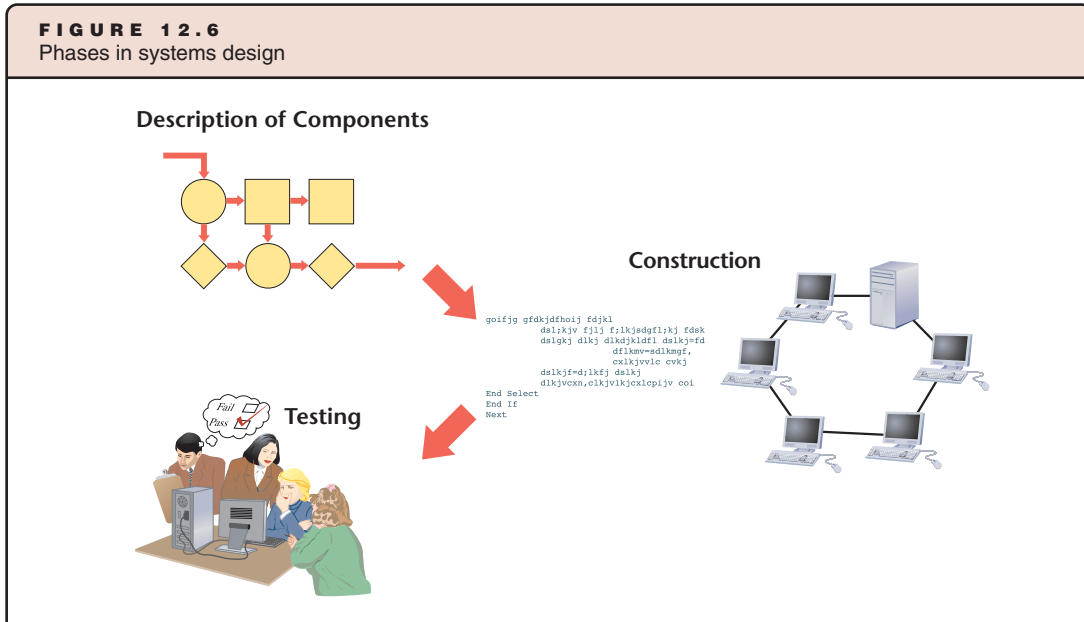 FIGURE 12.6
Phases in systems design
Description of Components
Construction
goifjg gfdkjdfhoij fdjkl
dsl;kjv fjlj f;lkjsdgfl;kj fdsk
dslgkj dlkj dlkdjkldfl dslkj=fd
dflkmv=sdlkmgf,
cxlkjvvlc cvkj
dslkjf=d;lkfj dslkj
dlkjvcxn,clkjvlkjcxlcpijv coi
End Select
End If
Next
Testing
Fail
Pass